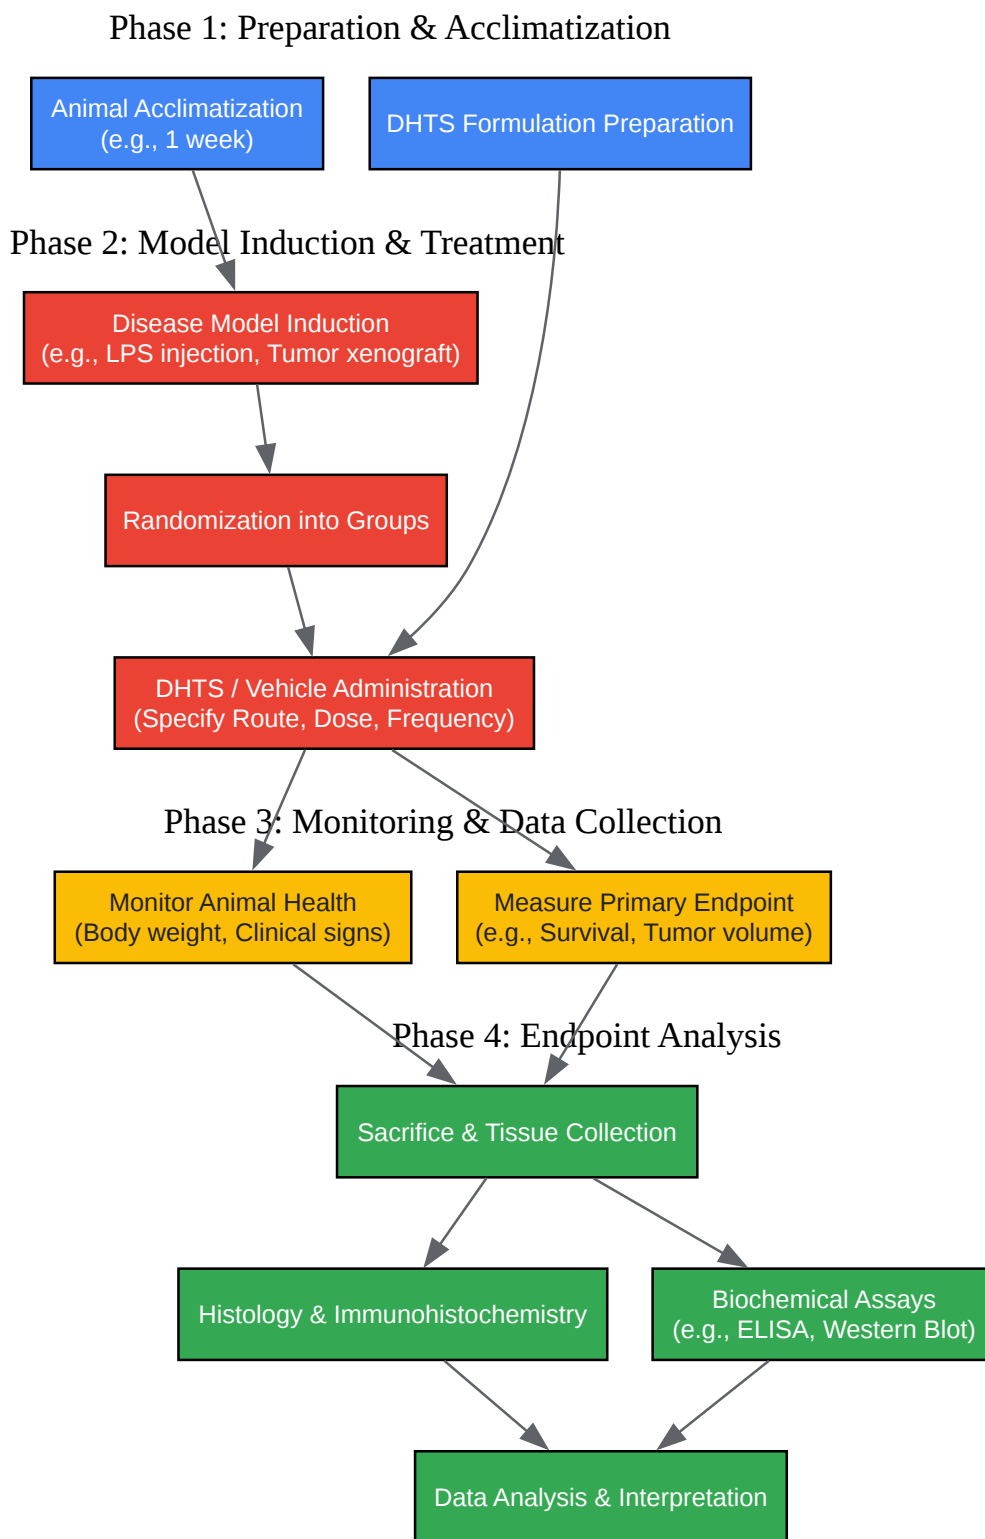 Phase 1: Preparation & Acclimatization
Animal Acclimatization
(e.g., 1 week)
DHTS Formulation Preparation
Phase 2: Model Induction & Treatment
Disease Model Induction
(e.g., LPS injection, Tumor xenograft)
Randomization into Groups
DHTS / Vehicle Administration
(Specify Route, Dose, Frequency)
Phase 3: Monitoring & Data Collection
Monitor Animal Health
(Body weight, Clinical signs)
Measure Primary Endpoint
(e.g., Survival, Tumor volume)
Phase 4: Endpoint Analysis
Sacrifice & Tissue Collection
Histology & Immunohistochemistry
Biochemical Assays
(e.g., ELISA, Western Blot)
Data Analysis & Interpretation